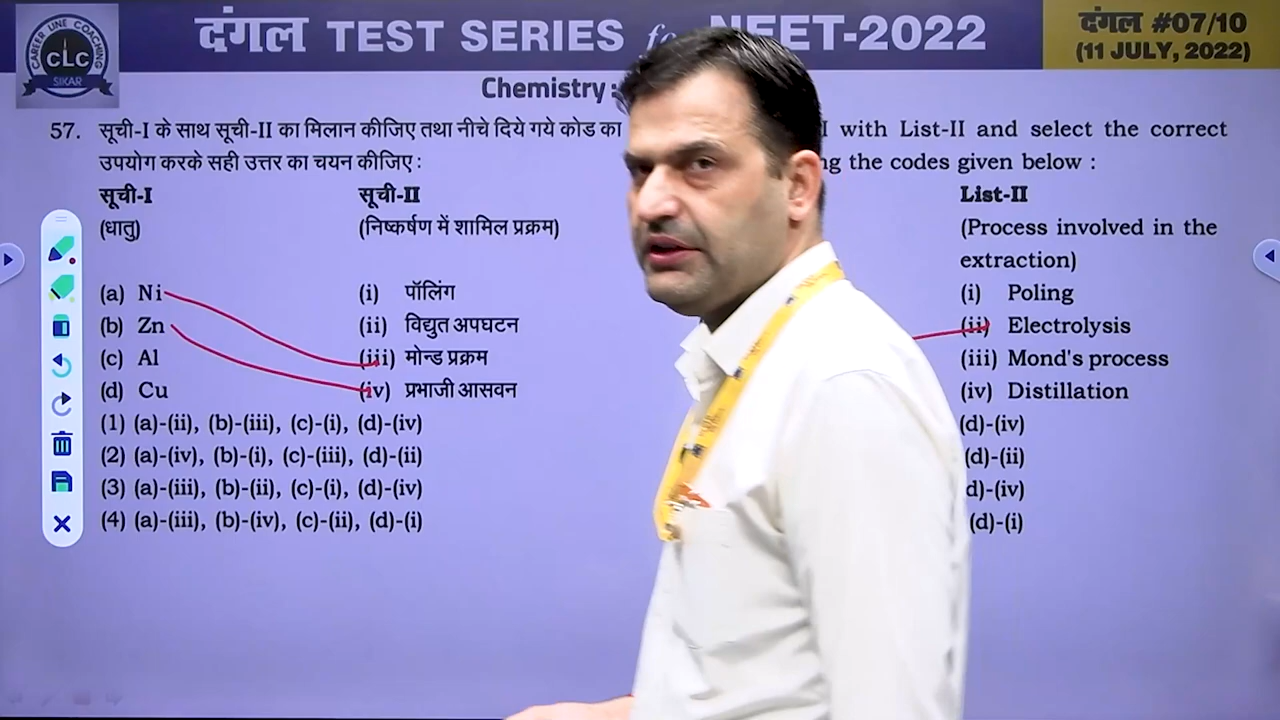 CAREER LINE COACHING
CLC
SIKAR
दंगल TEST SERIES NEET-2022
दंगल #07/10
(11 JULY, 2022)
Chemistry :
57. सूची-I के साथ सूची-II का मिलान कीजिए तथा नीचे दिये गये कोड का
उपयोग करके सही उत्तर का चयन कीजिए :
सूची-I सूची-II
(धातु) (निष्कर्षण में शामिल प्रक्रम)
(a) Ni (i) पॉलिंग
(b) Zn (ii) विद्युत अपघटन
(c) Al (iii) मोन्ड प्रक्रम
(d) Cu (iv) प्रभाजी आसवन
(1) (a)-(ii), (b)-(iii), (c)-(i), (d)-(iv)
(2) (a)-(iv), (b)-(i), (c)-(iii), (d)-(ii)
(3) (a)-(iii), (b)-(ii), (c)-(i), (d)-(iv)
(4) (a)-(iii), (b)-(iv), (c)-(ii), (d)-(i)
I with List-II and select the correct
the codes given below :
List-II
(Process involved in the
extraction)
(i) Poling
(ii) Electrolysis
(iii) Mond's process
(iv) Distillation
(d)-(iv)
(d)-(ii)
d)-(iv)
(d)-(i)